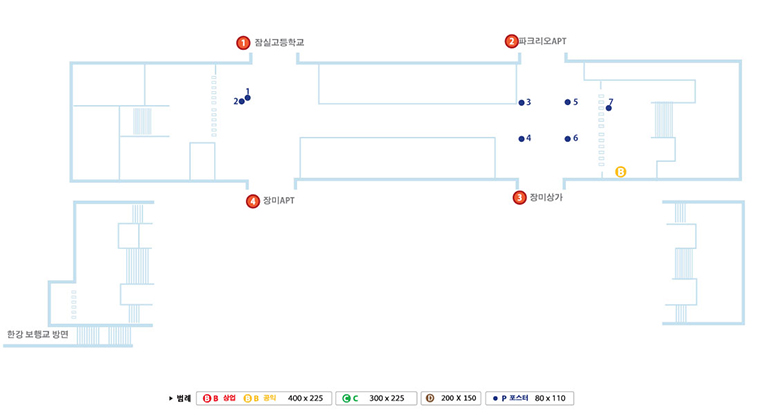 1 잠실고등학교
2 파크리오APT
1
2
3
5
7
4
6
B
4 장미APT
3 장미상가
한강 보행교 방면
▶ 범례 B B 상업 B B 공익 400 x 225 C C 300 x 225 D 200 X 150 P 포스터 80 x 110